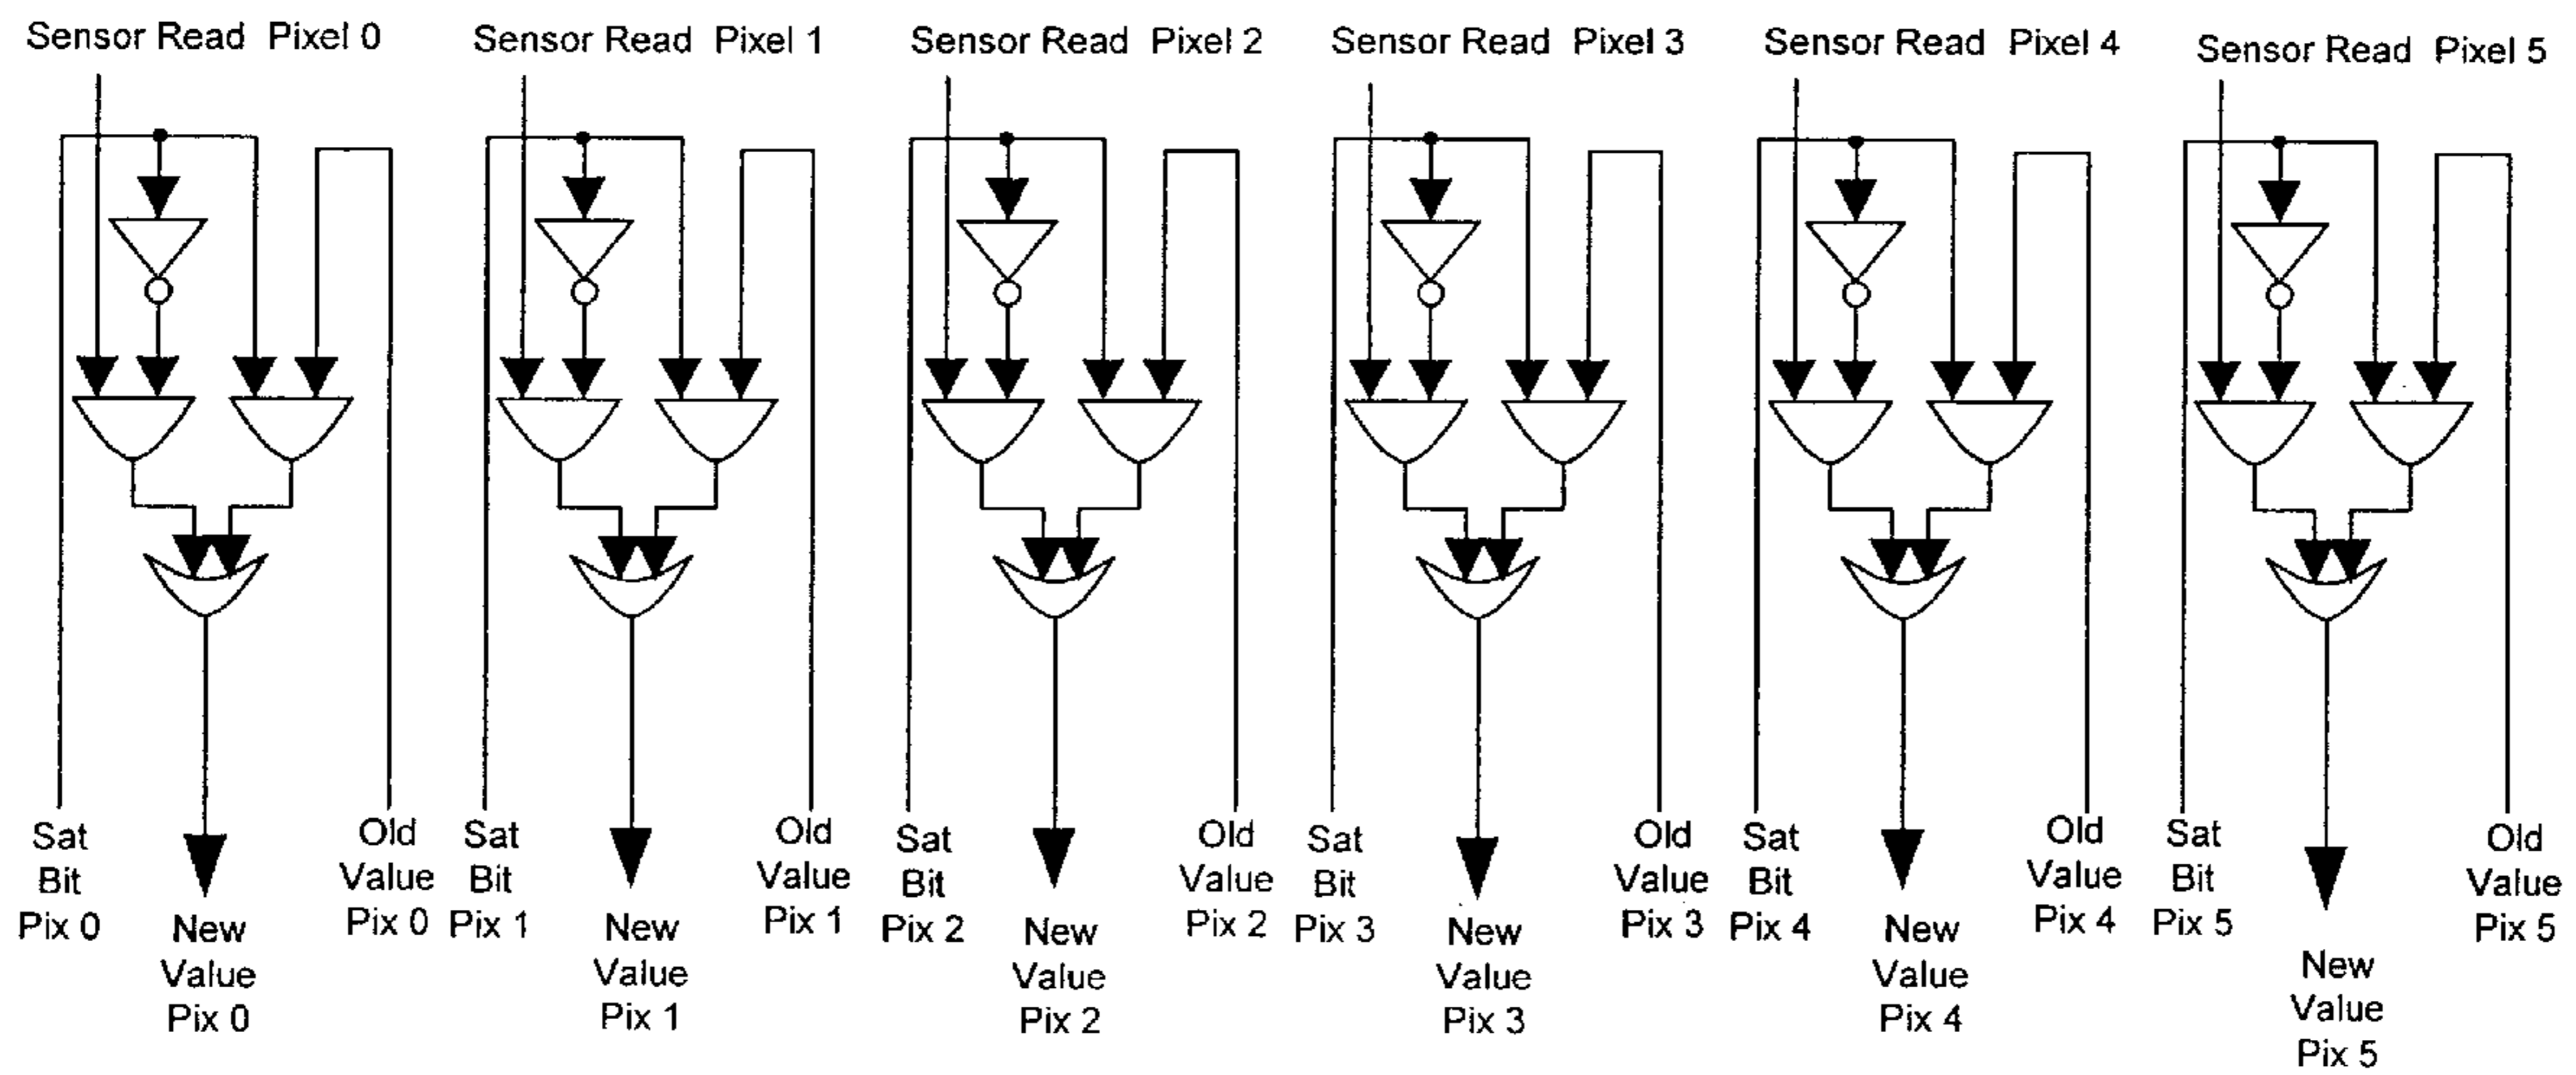 Sensor Read Pixel 0
Sensor Read Pixel 1
Sensor Read Pixel 2
Sensor Read Pixel 3
Sensor Read Pixel 4
Sensor Read Pixel 5
Sat
Bit
Pix 0
New
Value
Pix 0
Old
Value
Pix 0
Sat
Bit
Pix 1
New
Value
Pix 1
Old
Value
Pix 1
Sat
Bit
Pix 2
New
Value
Pix 2
Old
Value
Pix 2
Sat
Bit
Pix 3
New
Value
Pix 3
Old
Value
Pix 3
Sat
Bit
Pix 4
New
Value
Pix 4
Old
Value
Pix 4
Sat
Bit
Pix 5
New
Value
Pix 5
Old
Value
Pix 5